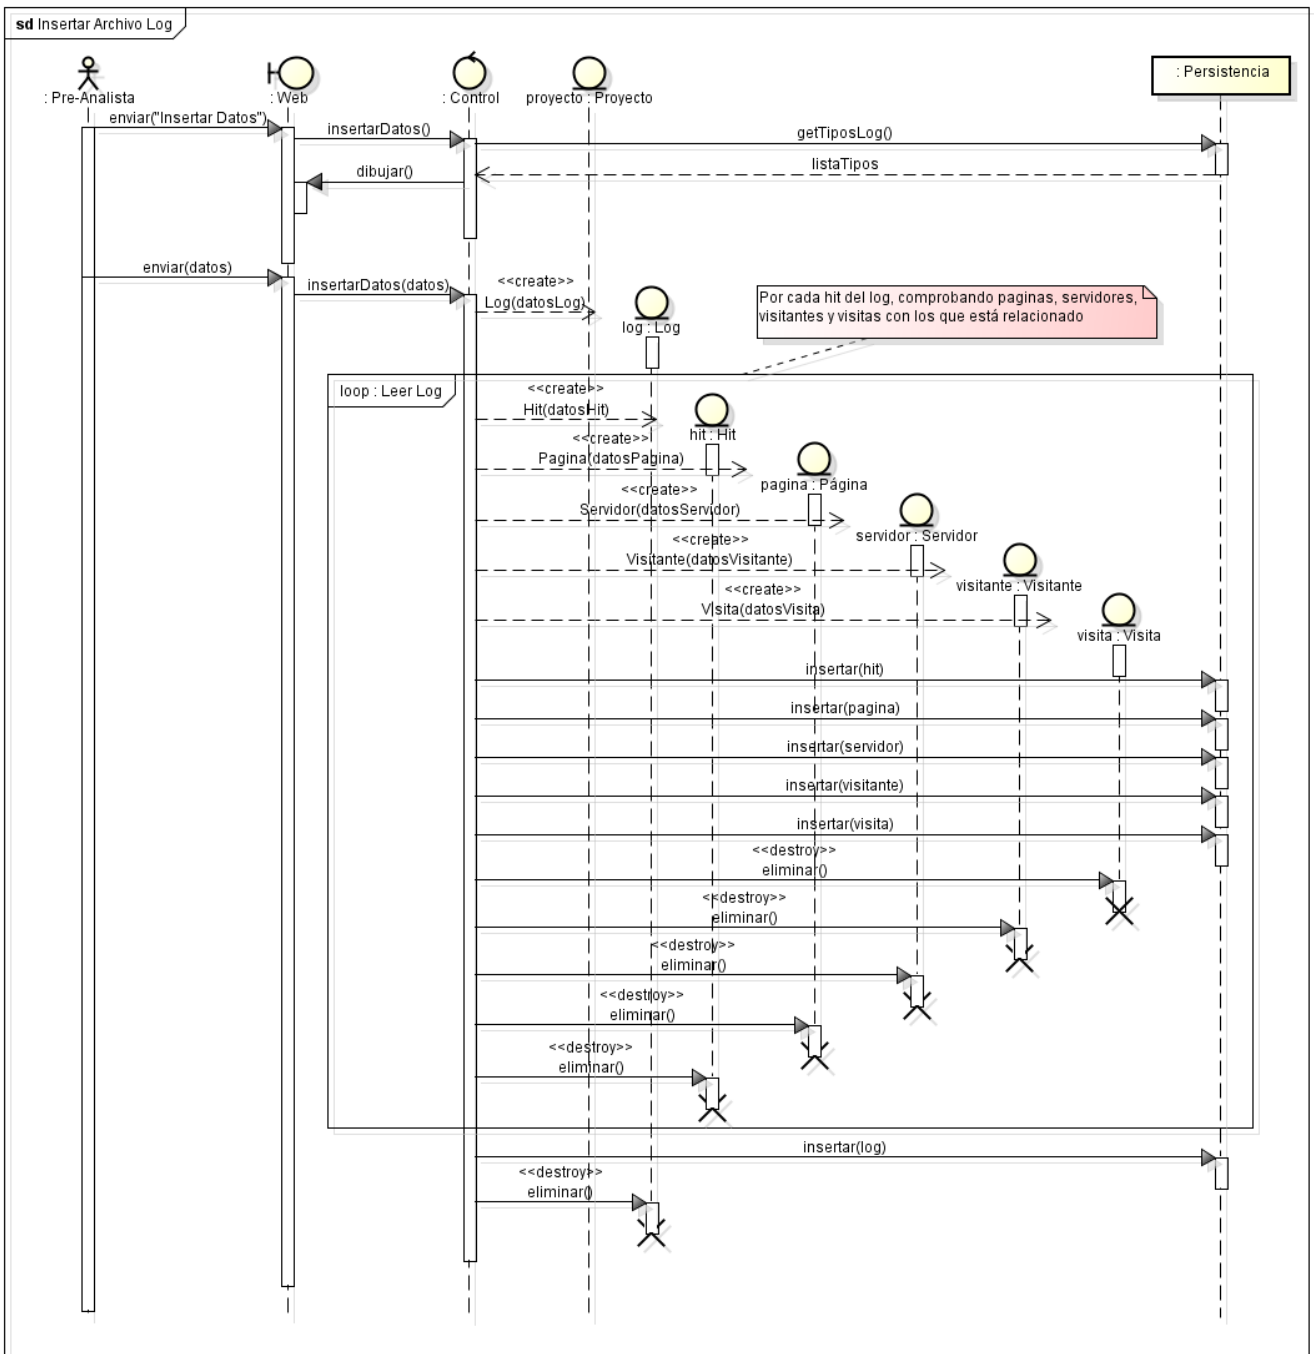 sd Insertar Archivo Log
: Pre-Analista
: Web
: Control
proyecto : Proyecto
: Persistencia
enviar("Insertar Datos")
insertarDatos()
getTiposLog()
listaTipos
dibujar()
enviar(datos)
insertarDatos(datos)
<<create>>
Log(datosLog)
log : Log
Por cada hit del log, comprobando paginas, servidores,
visitantes y visitas con los que está relacionado
loop : Leer Log
<<create>>
Hit(datosHit)
hit : Hit
<<create>>
Pagina(datosPagina)
pagina : Página
<<create>>
Servidor(datosServidor)
servidor : Servidor
<<create>>
Visitante(datosVisitante)
visitante : Visitante
<<create>>
Visita(datosVisita)
visita : Visita
insertar(hit)
insertar(pagina)
insertar(servidor)
insertar(visitante)
insertar(visita)
<<destroy>>
eliminar()
<<destroy>>
eliminar()
<<destroy>>
eliminar()
<<destroy>>
eliminar()
<<destroy>>
eliminar()
insertar(log)
<<destroy>>
eliminar()